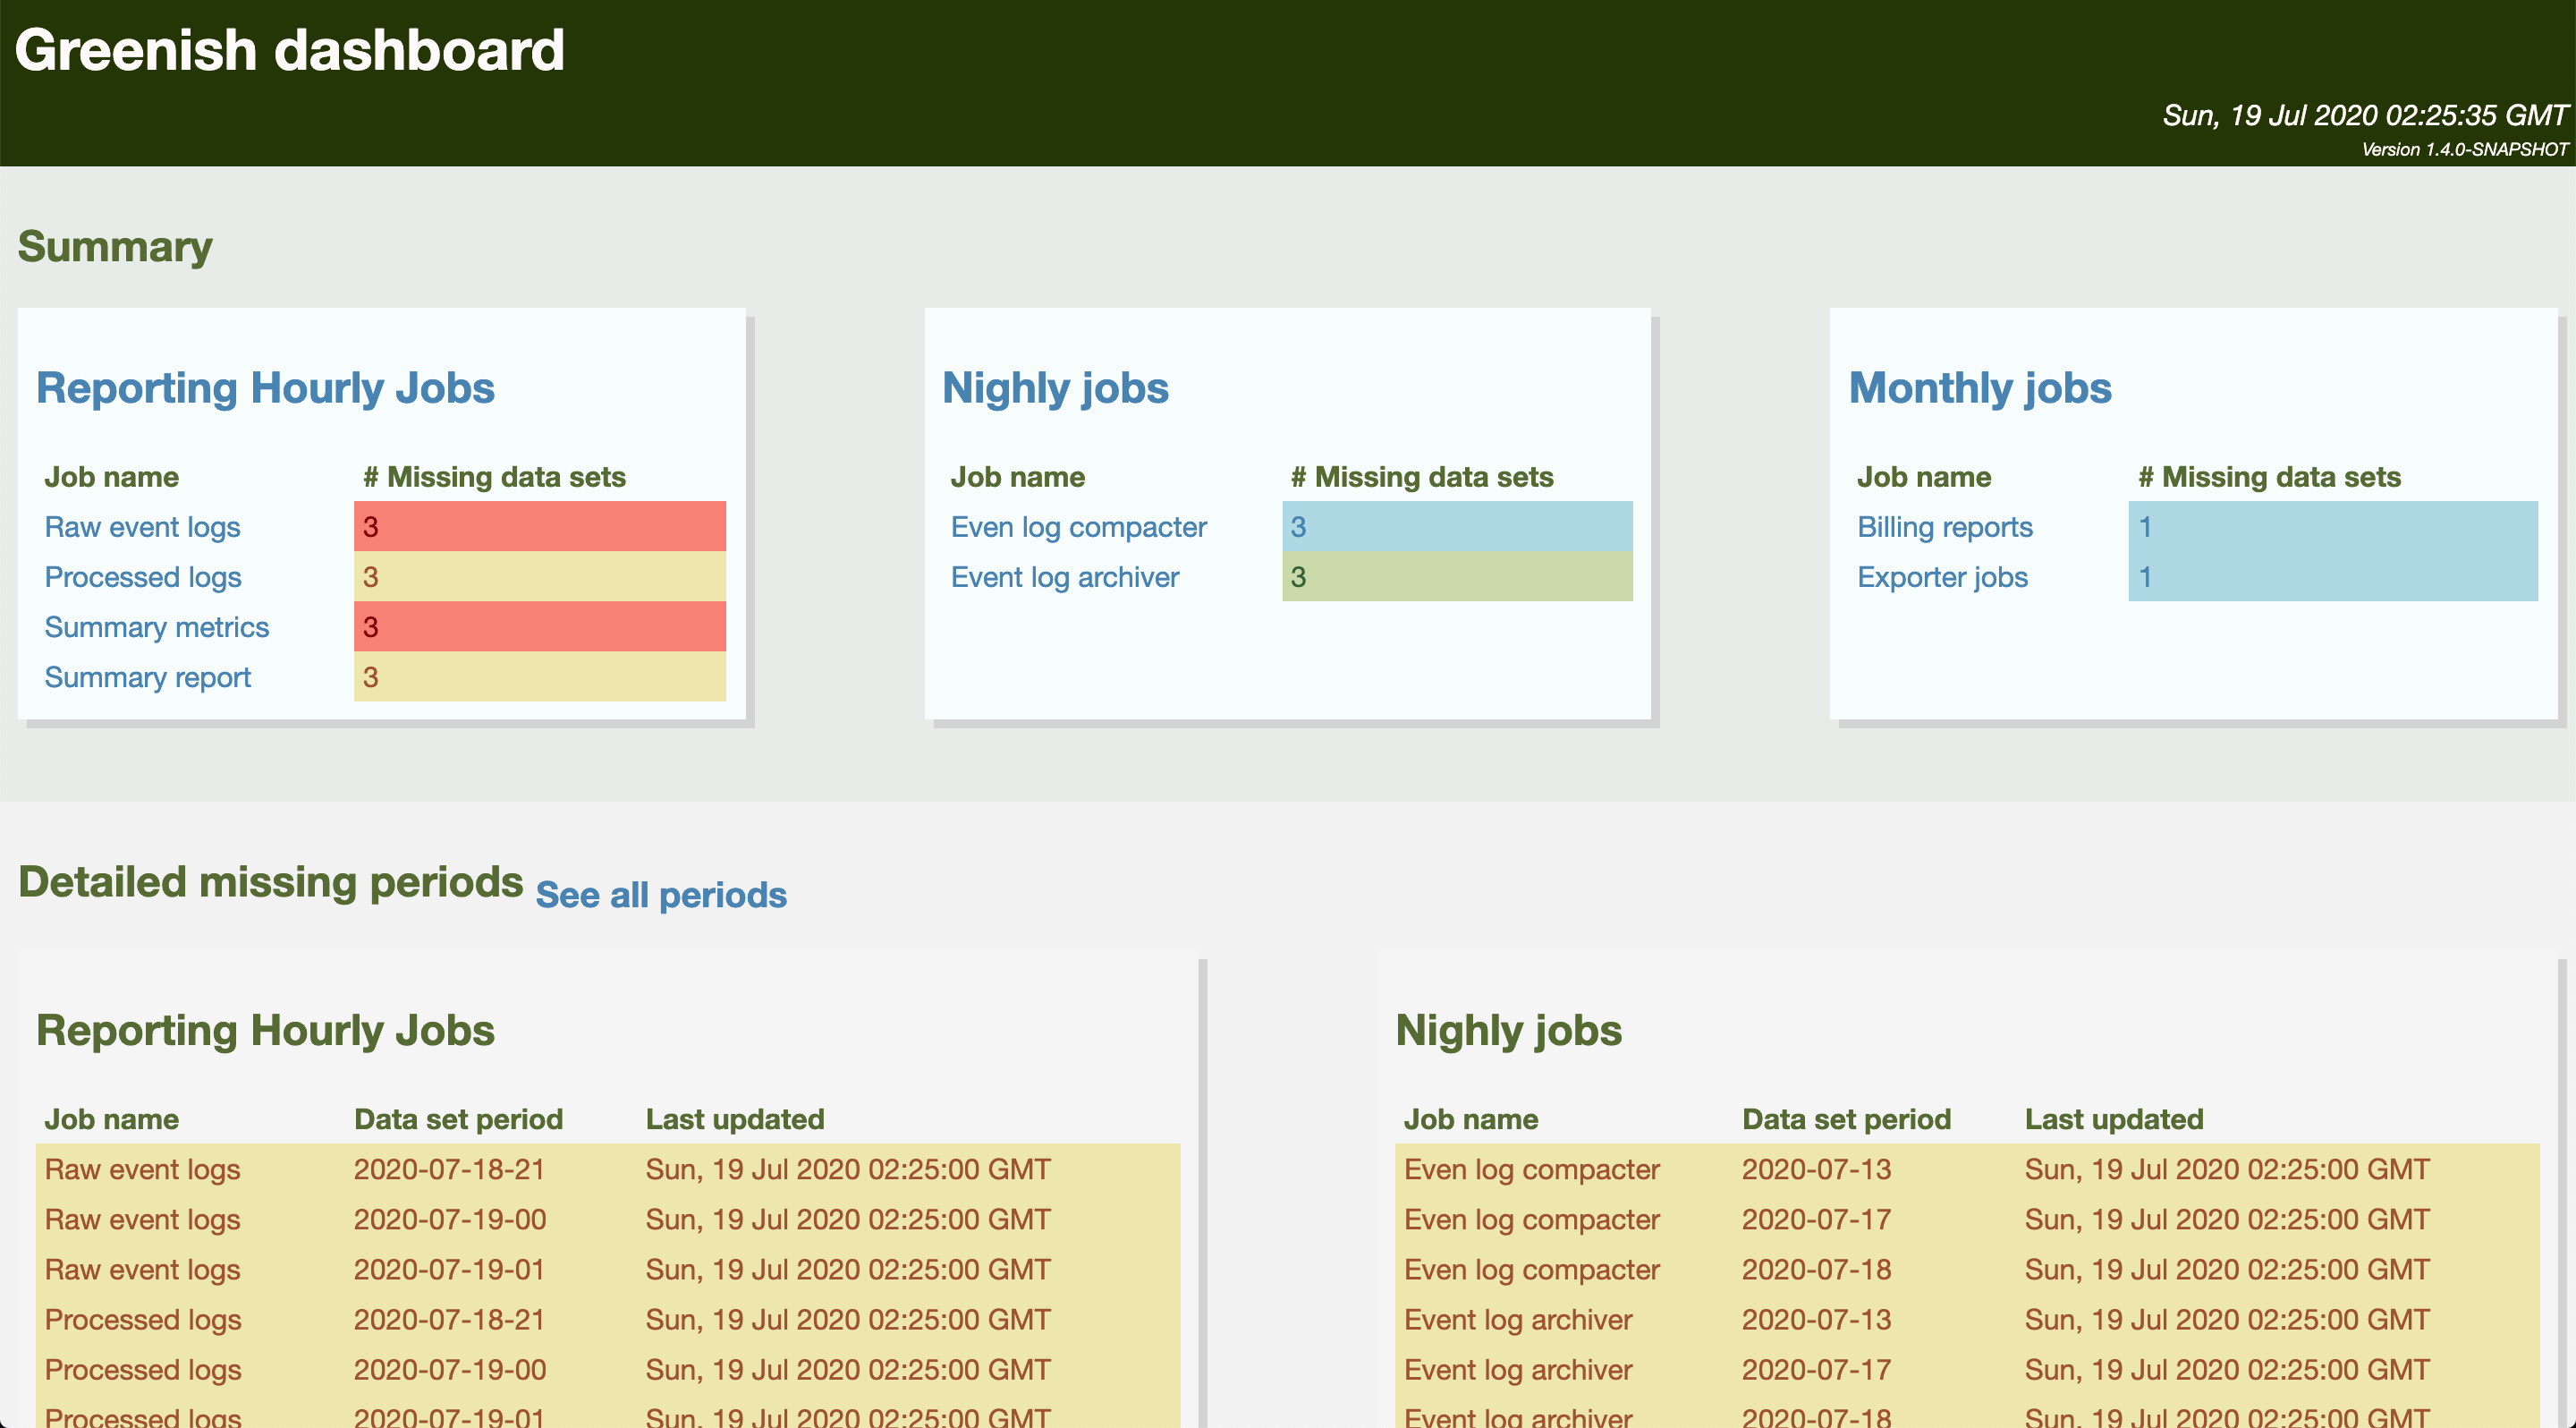 Greenish dashboard
Sun, 19 Jul 2020 02:25:35 GMT
Version 1.4.0-SNAPSHOT
Summary
Reporting Hourly Jobs
Job name # Missing data sets
Raw event logs 3
Processed logs 3
Summary metrics 3
Summary report 3
Nighly jobs
Job name # Missing data sets
Even log compacter 3
Event log archiver 3
Monthly jobs
Job name # Missing data sets
Billing reports 1
Exporter jobs 1
Detailed missing periods See all periods
Reporting Hourly Jobs
Job name Data set period Last updated
Raw event logs 2020-07-18-21 Sun, 19 Jul 2020 02:25:00 GMT
Raw event logs 2020-07-19-00 Sun, 19 Jul 2020 02:25:00 GMT
Raw event logs 2020-07-19-01 Sun, 19 Jul 2020 02:25:00 GMT
Processed logs 2020-07-18-21 Sun, 19 Jul 2020 02:25:00 GMT
Processed logs 2020-07-19-00 Sun, 19 Jul 2020 02:25:00 GMT
Processed logs 2020-07-19-01 Sun, 19 Jul 2020 02:25:00 GMT
Nighly jobs
Job name Data set period Last updated
Even log compacter 2020-07-13 Sun, 19 Jul 2020 02:25:00 GMT
Even log compacter 2020-07-17 Sun, 19 Jul 2020 02:25:00 GMT
Even log compacter 2020-07-18 Sun, 19 Jul 2020 02:25:00 GMT
Event log archiver 2020-07-13 Sun, 19 Jul 2020 02:25:00 GMT
Event log archiver 2020-07-17 Sun, 19 Jul 2020 02:25:00 GMT
Event log archiver 2020-07-18 Sun, 19 Jul 2020 02:25:00 GMT